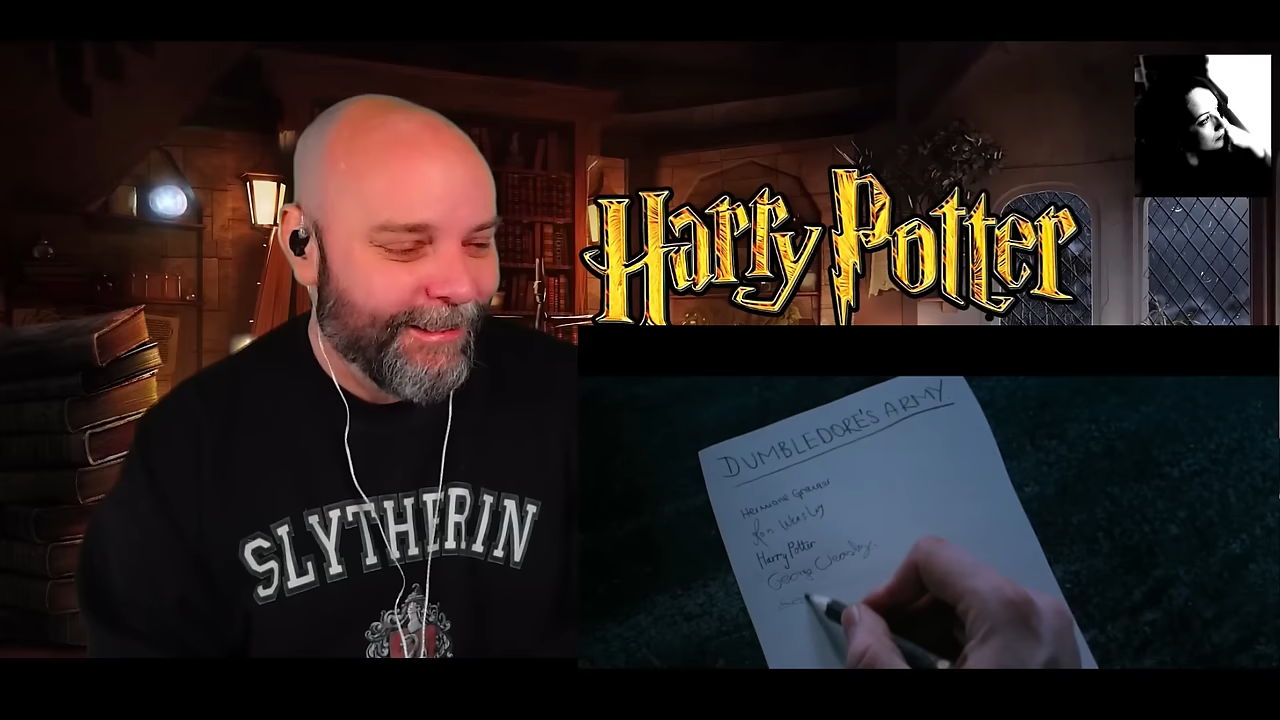 Harry Potter
SLYTHERIN
DUMBLEDORE'S ARMY
Hermione Granger
Ron Weasley
Harry Potter
George Weasley